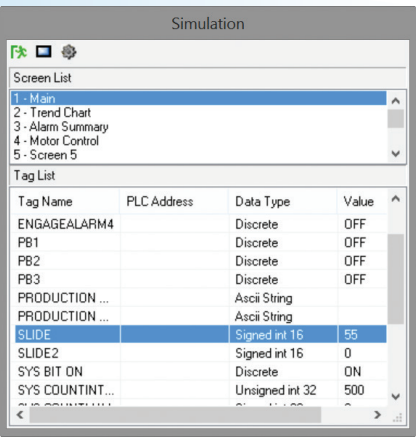 Simulation
Screen List
1 - Main
2 - Trend Chart
3 - Alarm Summary
4 - Motor Control
5 - Screen 5
Tag List
Tag Name PLC Address Data Type Value
ENGAGEALARM4 Discrete OFF
PB1 Discrete OFF
PB2 Discrete OFF
PB3 Discrete OFF
PRODUCTION ... Ascii String
PRODUCTION ... Ascii String
SLIDE Signed int 16 55
SLIDE2 Signed int 16 0
SYS BIT ON Discrete ON
SYS COUNTINT... Unsigned int 32 500